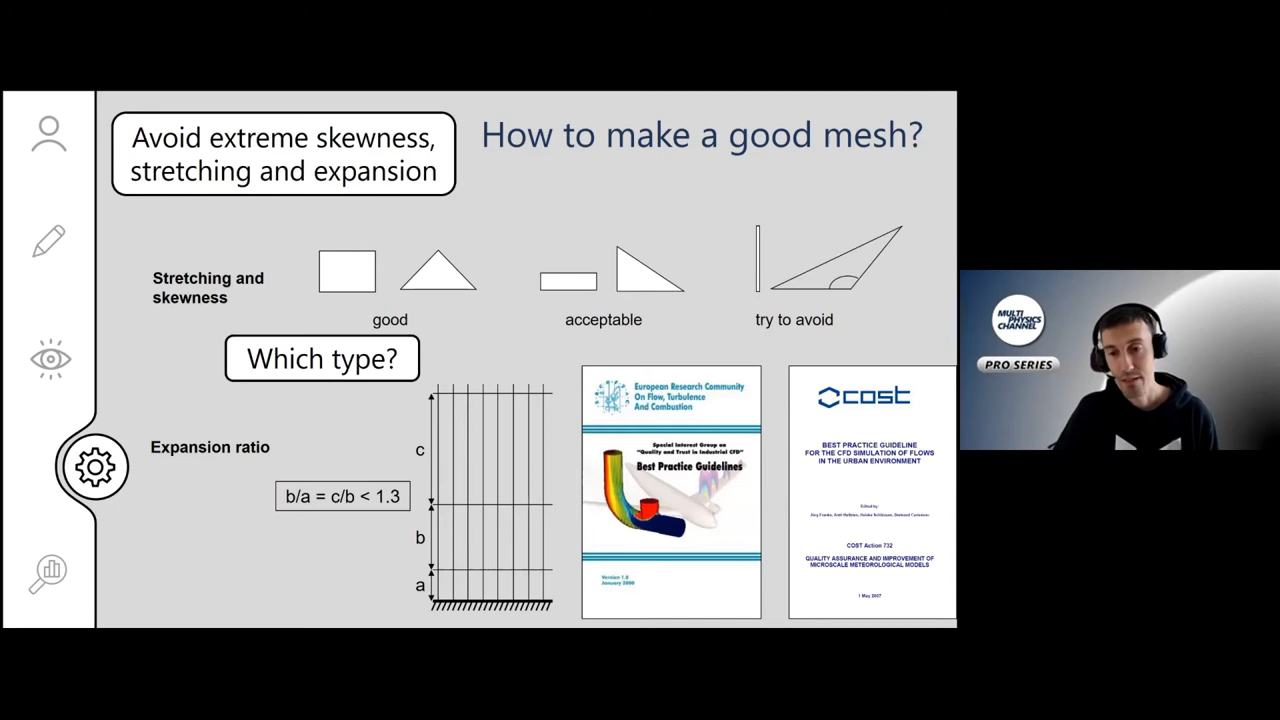 Avoid extreme skewness,
stretching and expansion
How to make a good mesh?
Stretching and
skewness
good
acceptable
try to avoid
Which type?
Expansion ratio
b/a = c/b < 1.3
c
b
a
European Research Community
On Flow, Turbulence
And Combustion
Special Interest Group on
"Quality and Trust in Industrial CFD"
Best Practice Guidelines
Version 1.0
January 2000
cost
BEST PRACTICE GUIDELINE
FOR THE CFD SIMULATION OF FLOWS
IN THE URBAN ENVIRONMENT
Edited by:
COST Action 732
QUALITY ASSURANCE AND IMPROVEMENT OF
MICROSCALE METEOROLOGICAL MODELS
1 May 2007
MULTI
PHYSICS
CHANNEL
PRO SERIES